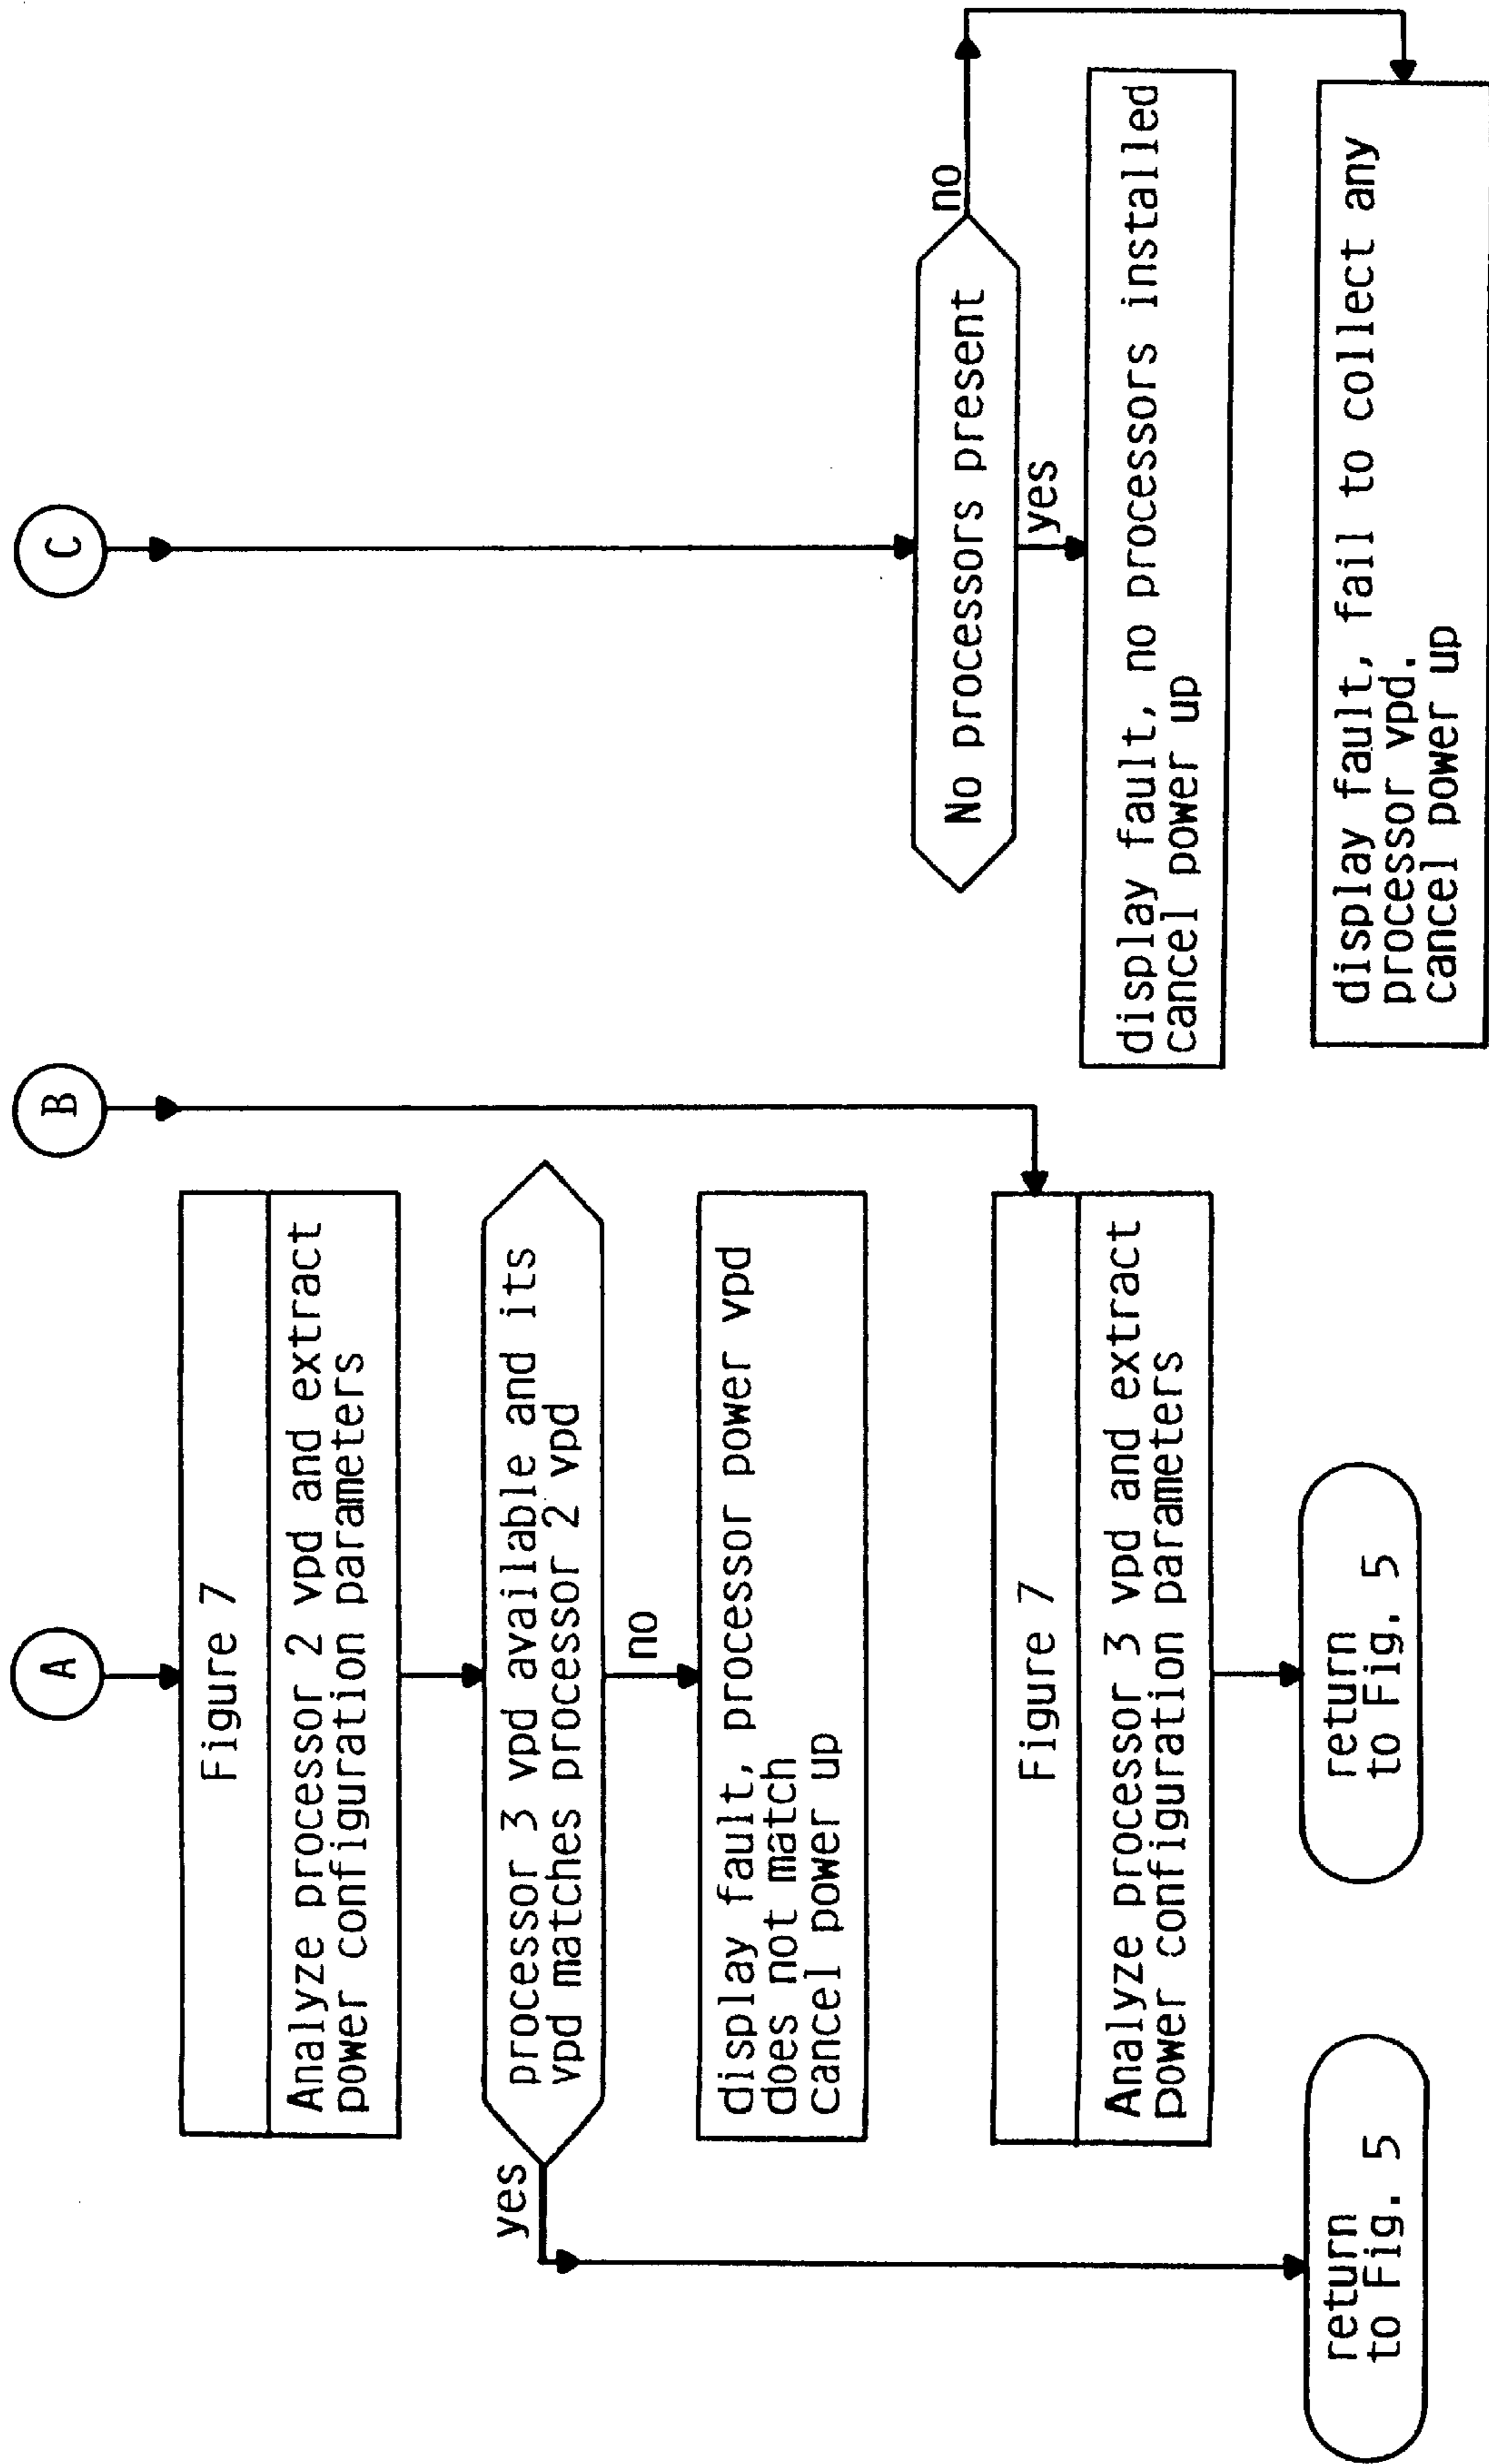 A
Figure 7
Analyze processor 2 vpd and extract
power configuration parameters
processor 3 vpd available and its
vpd matches processor 2 vpd
yes
no
display fault, processor power vpd
does not match
cancel power up
B
Figure 7
Analyze processor 3 vpd and extract
power configuration parameters
return
to Fig. 5
return
to Fig. 5
C
No processors present
no
yes
display fault, no processors installed
cancel power up
display fault, fail to collect any
processor vpd.
cancel power up